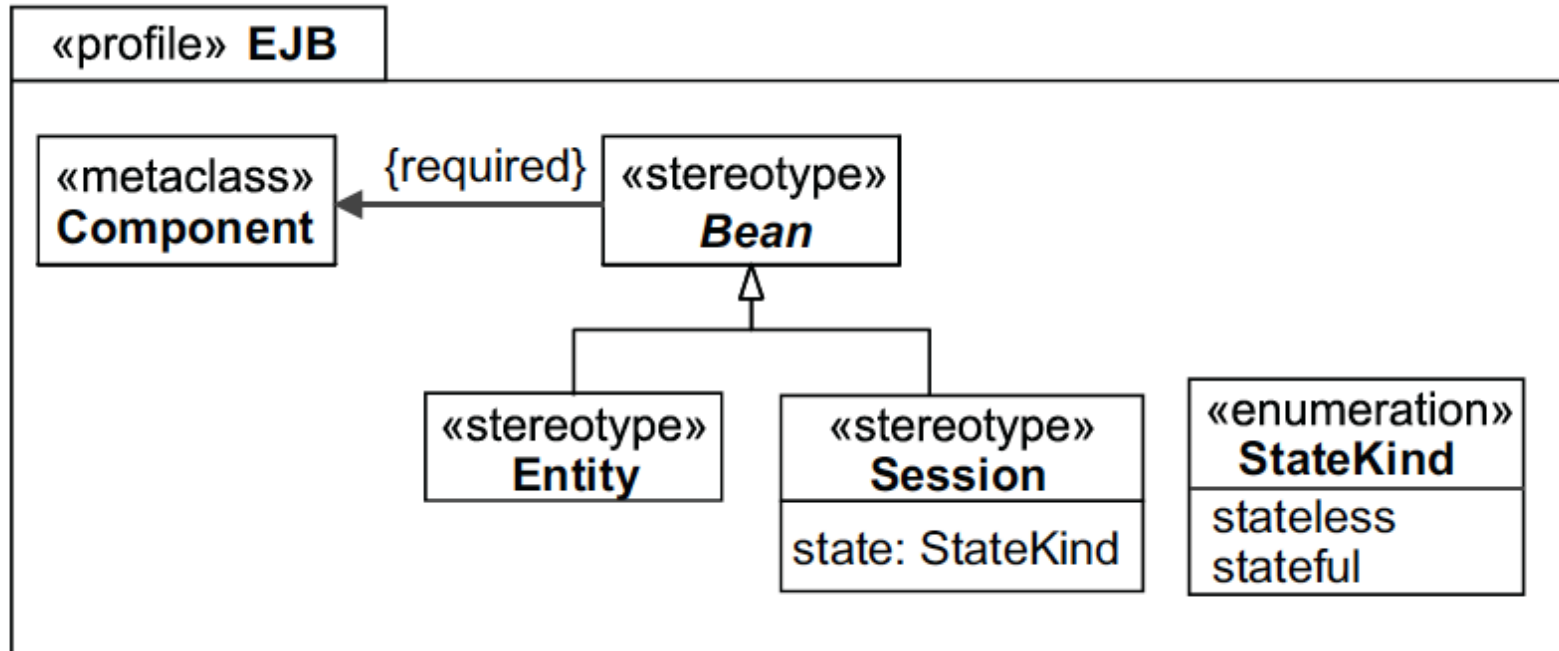 «profile» EJB
«metaclass»
Component
{required}
«stereotype»
Bean
«stereotype»
Entity
«stereotype»
Session
state: StateKind
«enumeration»
StateKind
stateless
stateful